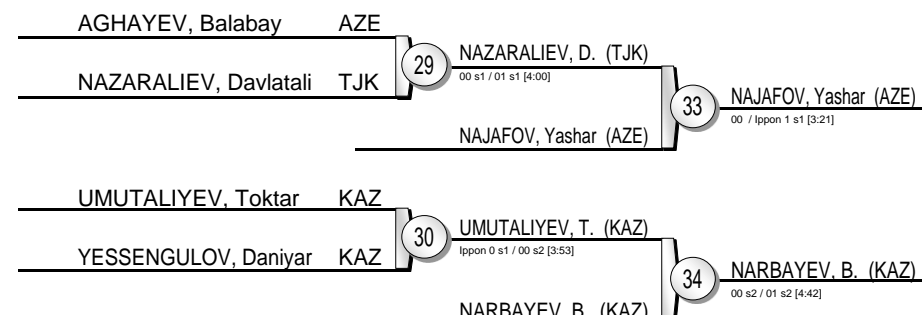 AGHAYEV, Balabay AZE
29
NAZARALIEV, D. (TJK)
00 s1 / 01 s1 [4:00]
NAZARALIEV, Davlatali TJK
33
NAJAFOV, Yashar (AZE)
00 / Ippon 1 s1 [3:21]
NAJAFOV, Yashar (AZE)
UMUTALIYEV, Toktar KAZ
30
UMUTALIYEV, T. (KAZ)
Ippon 0 s1 / 00 s2 [3:53]
YESSENGULOV, Daniyar KAZ
34
NARBAYEV, B. (KAZ)
00 s2 / 01 s2 [4:42]
NARBAYEV, B. (KAZ)